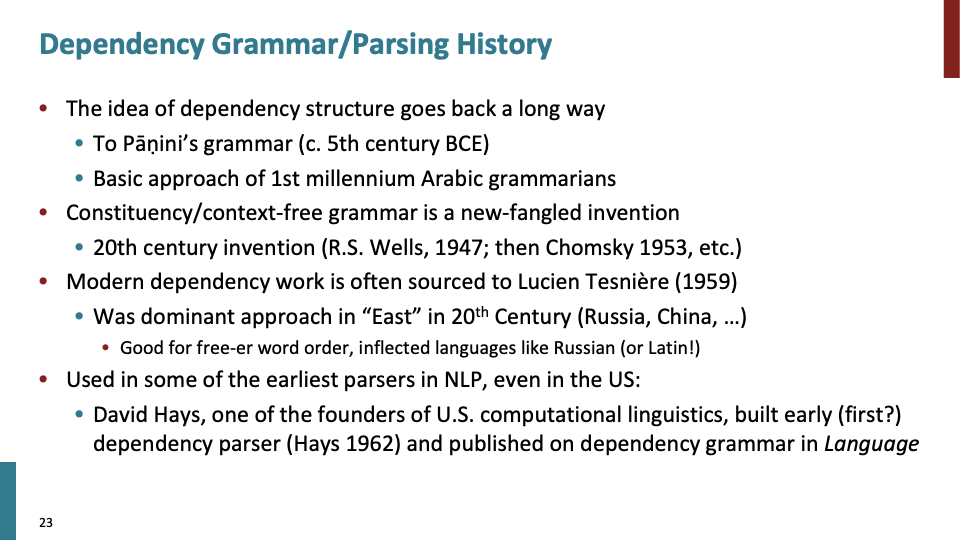 Dependency Grammar/Parsing History
• The idea of dependency structure goes back a long way
• To Pāṇini’s grammar (c. 5th century BCE)
• Basic approach of 1st millennium Arabic grammarians
• Constituency/context-free grammar is a new-fangled invention
• 20th century invention (R.S. Wells, 1947; then Chomsky 1953, etc.)
• Modern dependency work is often sourced to Lucien Tesnière (1959)
• Was dominant approach in “East” in 20th Century (Russia, China, …)
• Good for free-er word order, inflected languages like Russian (or Latin!)
• Used in some of the earliest parsers in NLP, even in the US:
• David Hays, one of the founders of U.S. computational linguistics, built early (first?)
dependency parser (Hays 1962) and published on dependency grammar in Language
23